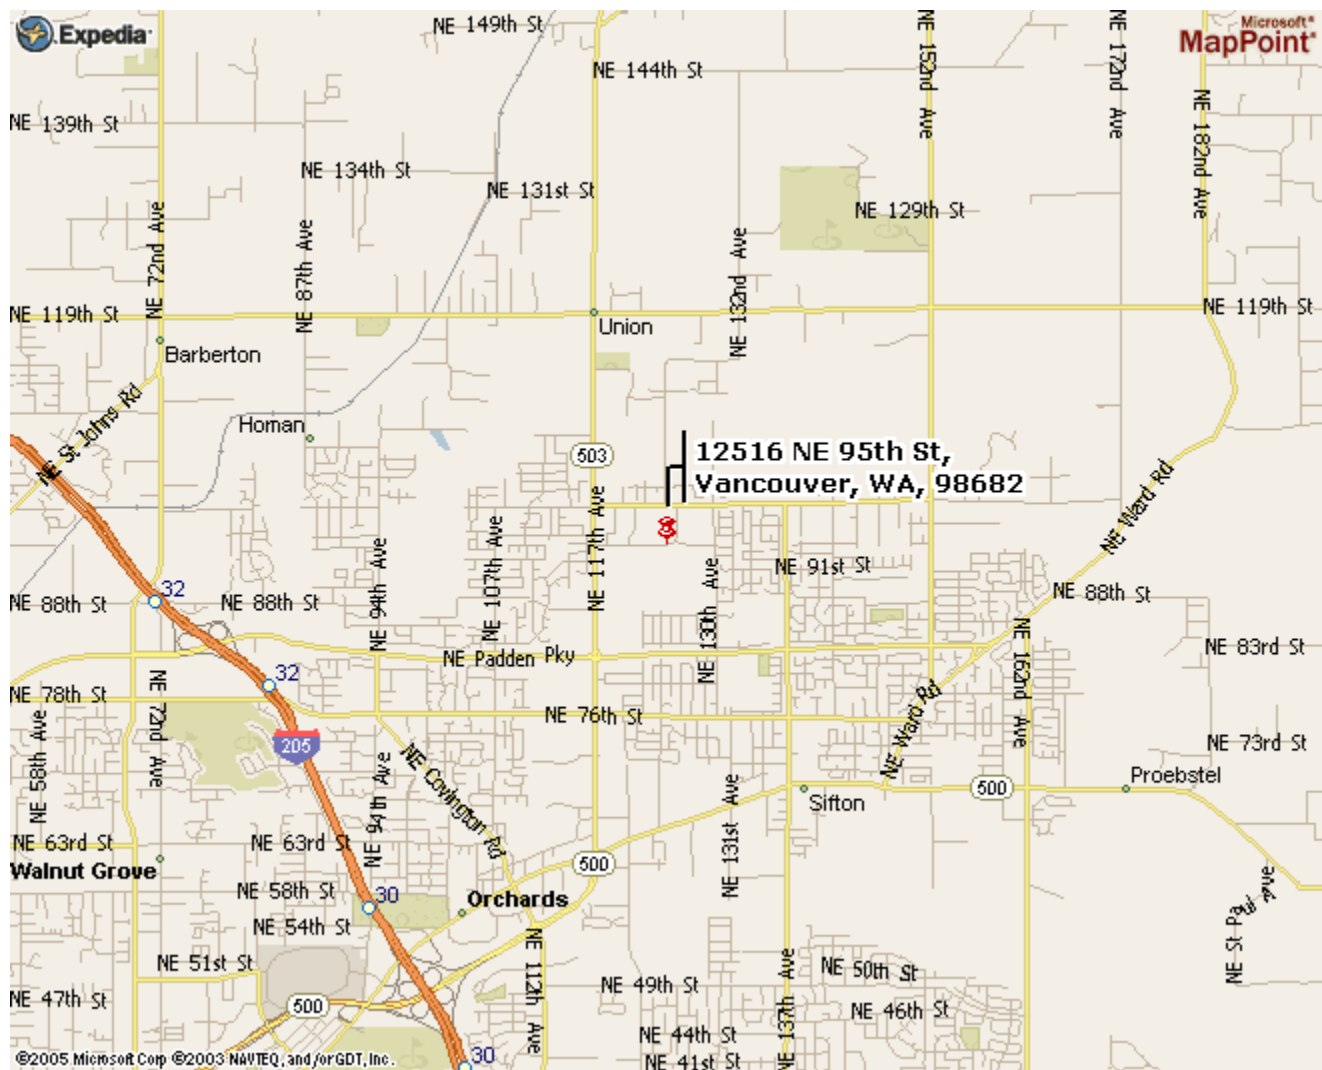 NE 149th St
Expedia
Microsoft
MapPoint
NE 144th St
NE 152nd Ave
NE 172nd Ave
NE 139th St
NE 182nd Ave
NE 134th St
NE 131st St
NE 129th St
NE 72nd Ave
NE 87th Ave
NE 132nd Ave
NE 119th St
NE 119th St
Union
Barberton
NE St Johns Rd
Homan
503
12516 NE 95th St,
Vancouver, WA, 98682
NE Ward Rd
NE 117th Ave
NE 107th Ave
NE 94th Ave
NE 130th Ave
NE 91st St
32
NE 88th St
NE 88th St
NE 88th St
NE 162nd Ave
NE 83rd St
NE Padden Pky
32
NE 78th St
NE 72nd Ave
NE 76th St
NE Ward Rd
NE 58th Ave
205
NE 73rd St
NE 94th Ave
NE Covington Rd
Proebstel
500
Sifton
NE 131st Ave
NE 63rd St
NE 63rd St
Walnut Grove
500
NE 58th St
30
Orchards
NE St Paul Ave
NE 54th St
NE 112th Ave
NE 137th Ave
NE 51st St
NE 50th St
NE 49th St
NE 47th St
500
NE 46th St
NE 44th St
30
NE 41st St
©2005 Microsoft Corp ©2003 NAVTEQ, and/or GDT, Inc.